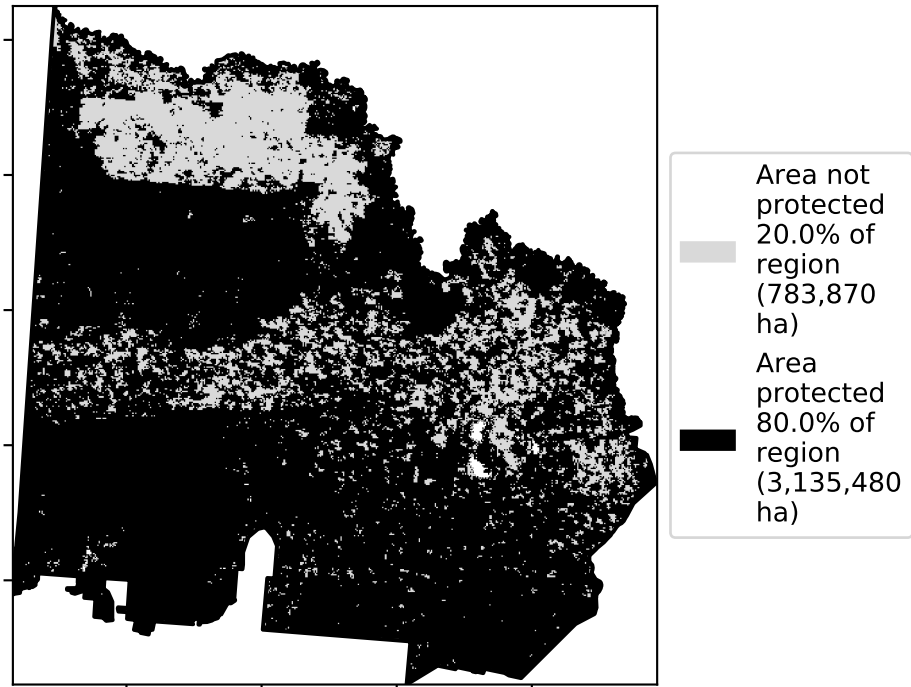 Area not
protected
20.0% of
region
(783,870
ha)
Area
protected
80.0% of
region
(3,135,480
ha)